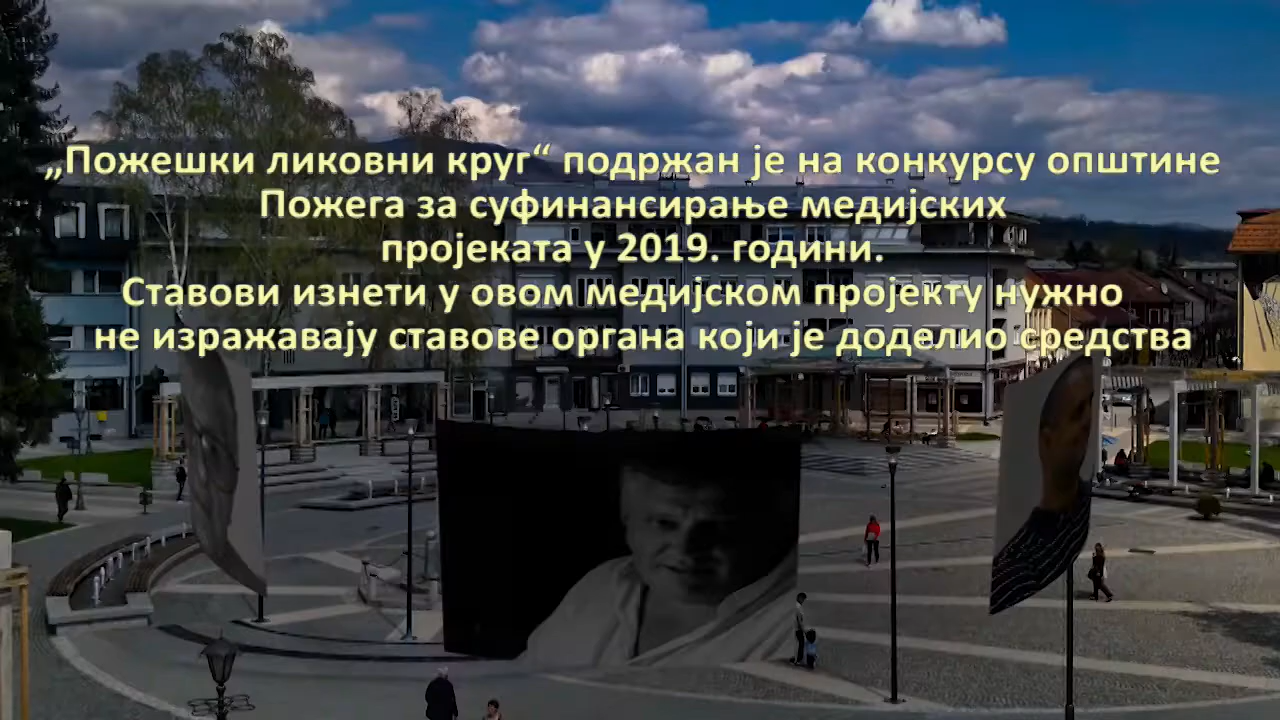 „Пожешки ликовни круг“ подржан је на конкурсу општине
Пожега за суфинансирање медијских
пројеката у 2019. години.
Ставови изнети у овом медијском пројекту нужно
не изражавају ставове органа који је доделио средства